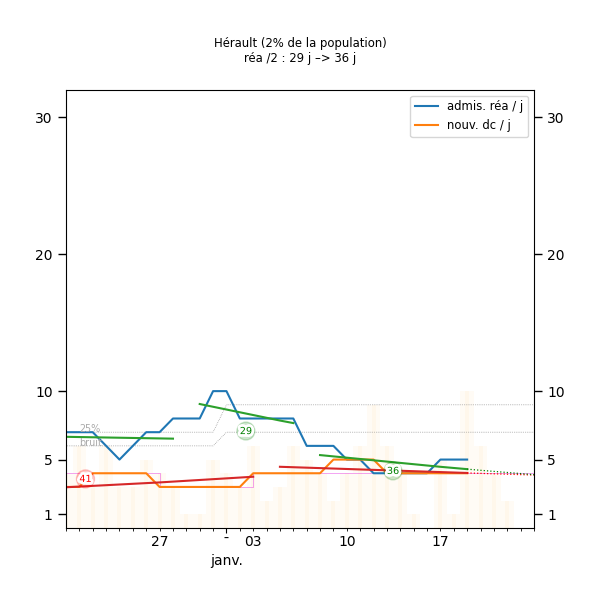 Hérault (2% de la population)
réa /2 : 29 j −> 36 j
admis. réa / j
nouv. dc / j
30 30
20 20
10 10
25%
29
bruit
5 5
36
41
1 1
27 - 03 10 17
janv.